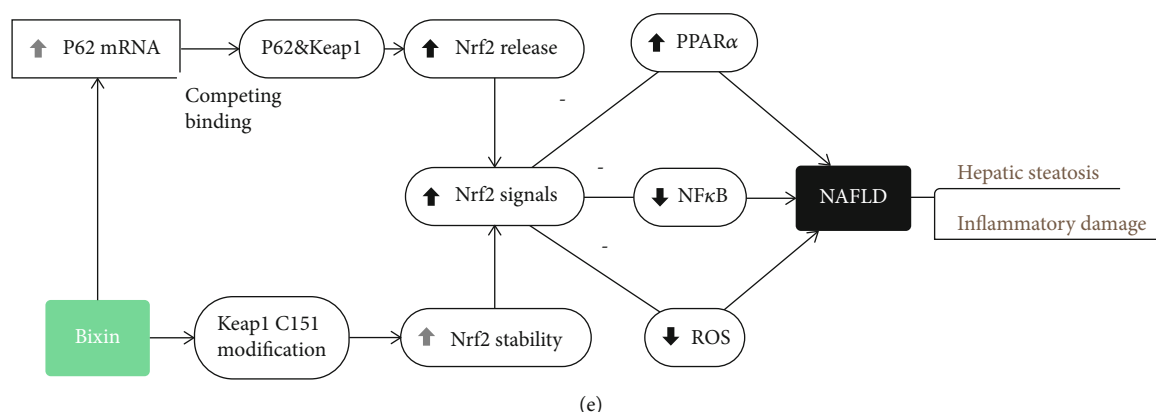 P62 mRNA
P62&Keap1
Nrf2 release
PPARα
Competing
binding
-
-
-
Nrf2 signals
NFκB
NAFLD
Hepatic steatosis
Inflammatory damage
Bixin
Keap1 C151
modification
Nrf2 stability
ROS
(e)